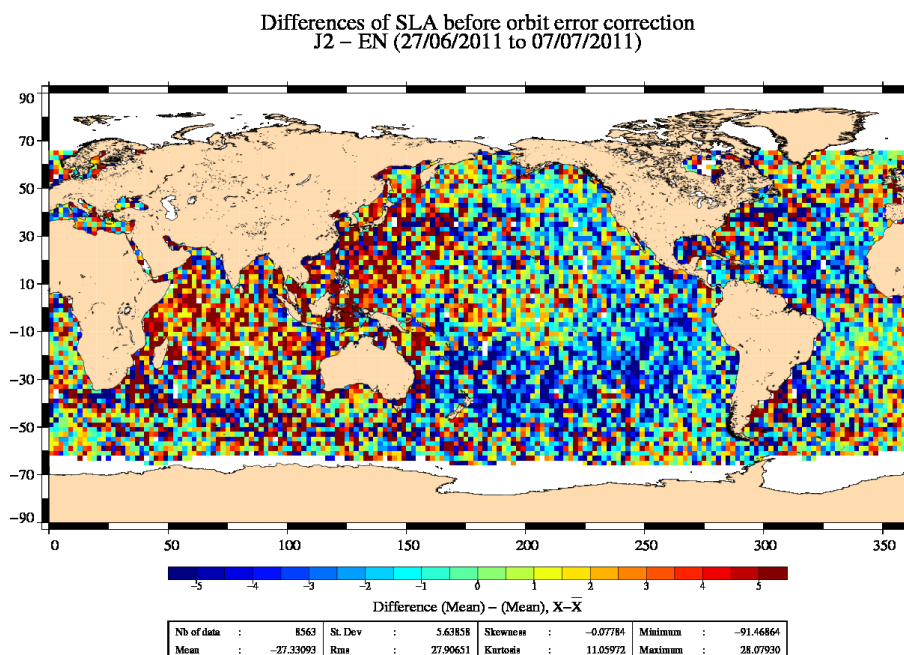 Differences of SLA before orbit error correction
J2 – EN (27/06/2011 to 07/07/2011)
90
70
50
30
10
−10
−30
−50
−70
−90
0 50 100 150 200 250 300 350
−5 −4 −3 −2 −1 0 1 2 3 4 5
Difference (Mean) – (Mean), X–X̅
Nb of data : 8563 St. Dev : 5.63858 Skewness : −0.07784 Minimum : −91.46864
Mean : −27.33093 Rms : 27.90651 Kurtosis : 11.05972 Maximum : 28.07930